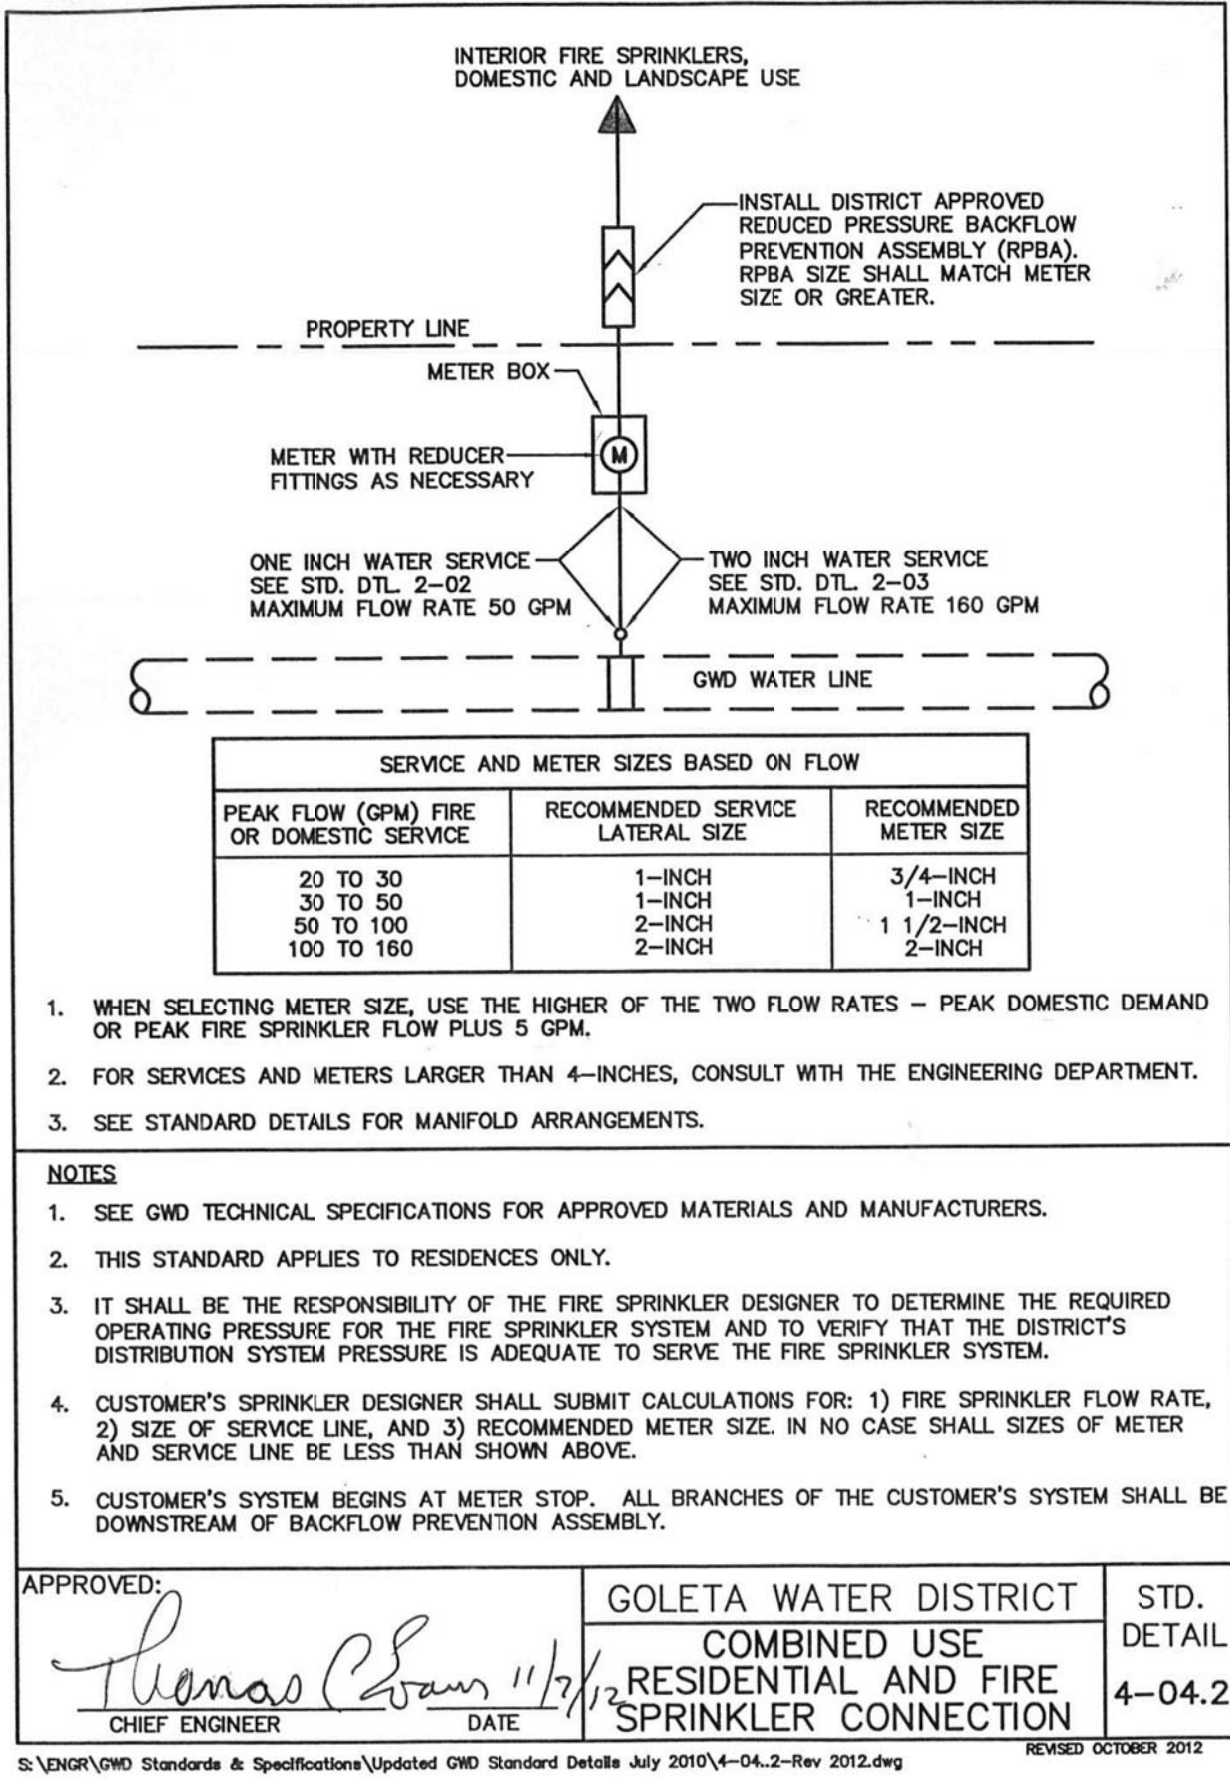 INTERIOR FIRE SPRINKLERS,
DOMESTIC AND LANDSCAPE USE
INSTALL DISTRICT APPROVED
REDUCED PRESSURE BACKFLOW
PREVENTION ASSEMBLY (RPBA).
RPBA SIZE SHALL MATCH METER
SIZE OR GREATER.
PROPERTY LINE
METER BOX
METER WITH REDUCER
FITTINGS AS NECESSARY
M
ONE INCH WATER SERVICE
SEE STD. DTL. 2-02
MAXIMUM FLOW RATE 50 GPM
TWO INCH WATER SERVICE
SEE STD. DTL. 2-03
MAXIMUM FLOW RATE 160 GPM
GWD WATER LINE
SERVICE AND METER SIZES BASED ON FLOW
PEAK FLOW (GPM) FIRE
OR DOMESTIC SERVICE
RECOMMENDED SERVICE
LATERAL SIZE
RECOMMENDED
METER SIZE
20 TO 30 1-INCH 3/4-INCH
30 TO 50 1-INCH 1-INCH
50 TO 100 2-INCH 1 1/2-INCH
100 TO 160 2-INCH 2-INCH
1. WHEN SELECTING METER SIZE, USE THE HIGHER OF THE TWO FLOW RATES – PEAK DOMESTIC DEMAND
OR PEAK FIRE SPRINKLER FLOW PLUS 5 GPM.
2. FOR SERVICES AND METERS LARGER THAN 4-INCHES, CONSULT WITH THE ENGINEERING DEPARTMENT.
3. SEE STANDARD DETAILS FOR MANIFOLD ARRANGEMENTS.
NOTES
1. SEE GWD TECHNICAL SPECIFICATIONS FOR APPROVED MATERIALS AND MANUFACTURERS.
2. THIS STANDARD APPLIES TO RESIDENCES ONLY.
3. IT SHALL BE THE RESPONSIBILITY OF THE FIRE SPRINKLER DESIGNER TO DETERMINE THE REQUIRED
OPERATING PRESSURE FOR THE FIRE SPRINKLER SYSTEM AND TO VERIFY THAT THE DISTRICT'S
DISTRIBUTION SYSTEM PRESSURE IS ADEQUATE TO SERVE THE FIRE SPRINKLER SYSTEM.
4. CUSTOMER'S SPRINKLER DESIGNER SHALL SUBMIT CALCULATIONS FOR: 1) FIRE SPRINKLER FLOW RATE,
2) SIZE OF SERVICE LINE, AND 3) RECOMMENDED METER SIZE. IN NO CASE SHALL SIZES OF METER
AND SERVICE LINE BE LESS THAN SHOWN ABOVE.
5. CUSTOMER'S SYSTEM BEGINS AT METER STOP. ALL BRANCHES OF THE CUSTOMER'S SYSTEM SHALL BE
DOWNSTREAM OF BACKFLOW PREVENTION ASSEMBLY.
APPROVED:
Thomas C Evans 11/7/12
CHIEF ENGINEER DATE
GOLETA WATER DISTRICT
COMBINED USE
RESIDENTIAL AND FIRE
SPRINKLER CONNECTION
STD.
DETAIL
4-04.2
REVISED OCTOBER 2012
S:\ENGR\GWD Standards & Specifications\Updated GWD Standard Details July 2010\4-04..2-Rev 2012.dwg